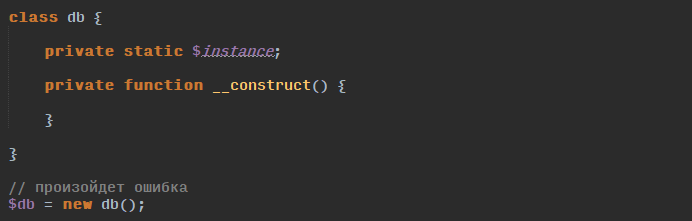 class db {
private static $instance;
private function __construct() {
}
}
// произойдет ошибка
$db = new db();